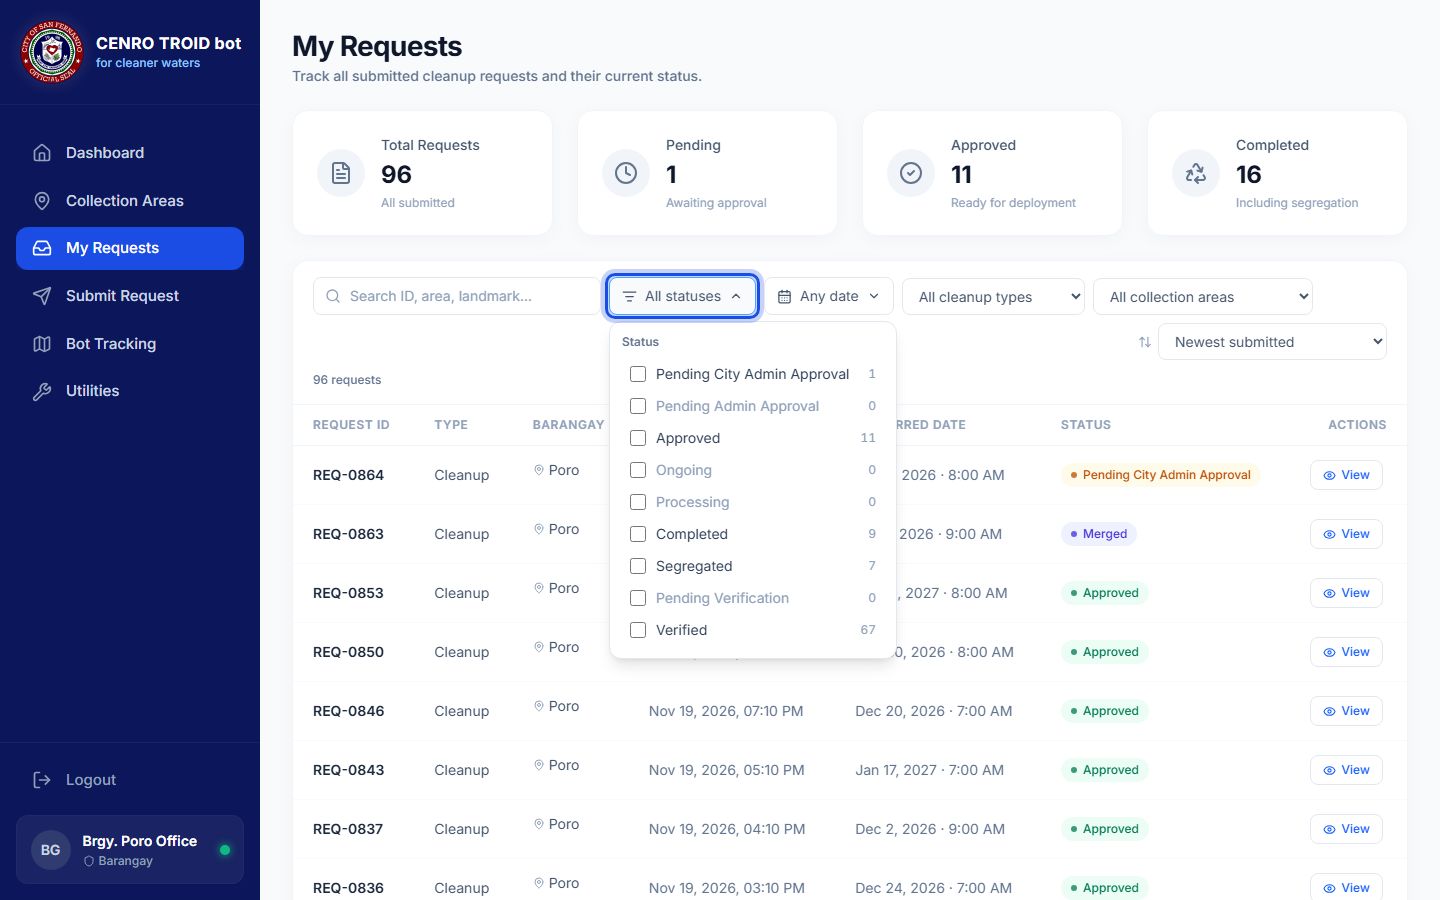 CITY OF SAN FERNANDO
OFFICIAL SEAL
CENRO TROID bot
for cleaner waters
Dashboard
Collection Areas
My Requests
Submit Request
Bot Tracking
Utilities
Logout
BG
Brgy. Poro Office
Barangay
My Requests
Track all submitted cleanup requests and their current status.
Total Requests
96
All submitted
Pending
1
Awaiting approval
Approved
11
Ready for deployment
Completed
16
Including segregation
Search ID, area, landmark...
All statuses
Any date
All cleanup types
All collection areas
Newest submitted
96 requests
Status
Pending City Admin Approval 1
Pending Admin Approval 0
Approved 11
Ongoing 0
Processing 0
Completed 9
Segregated 7
Pending Verification 0
Verified 67
REQUEST ID TYPE BARANGAY RRED DATE STATUS ACTIONS
REQ-0864 Cleanup Poro 2026 · 8:00 AM Pending City Admin Approval View
REQ-0863 Cleanup Poro 2026 · 9:00 AM Merged View
REQ-0853 Cleanup Poro , 2027 · 7:00 AM Approved View
REQ-0850 Cleanup Poro 0, 2026 · 8:00 AM Approved View
REQ-0846 Cleanup Poro Nov 19, 2026, 07:10 PM Dec 20, 2026 · 7:00 AM Approved View
REQ-0843 Cleanup Poro Nov 19, 2026, 05:10 PM Jan 17, 2027 · 7:00 AM Approved View
REQ-0837 Cleanup Poro Nov 19, 2026, 04:10 PM Dec 2, 2026 · 9:00 AM Approved View
REQ-0836 Cleanup Poro Nov 19, 2026, 03:10 PM Dec 24, 2026 · 7:00 AM Approved View